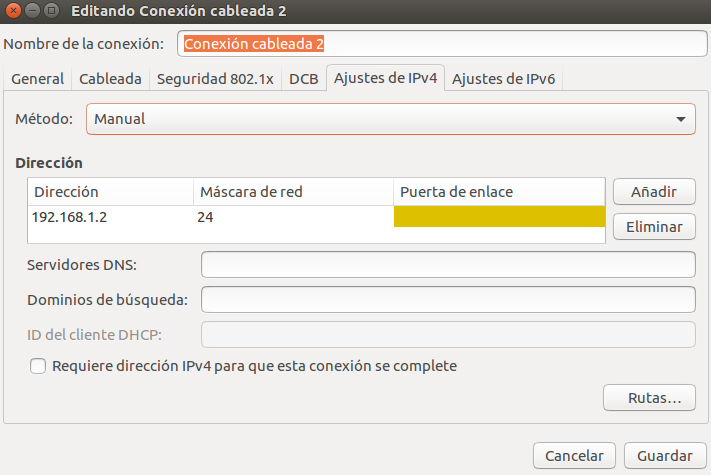 Editando Conexión cableada 2
Nombre de la conexión: Conexión cableada 2
General Cableada Seguridad 802.1x DCB Ajustes de IPv4 Ajustes de IPv6
Método: Manual
Dirección
Dirección Máscara de red Puerta de enlace Añadir
192.168.1.2 24 Eliminar
Servidores DNS:
Dominios de búsqueda:
ID del cliente DHCP:
Requiere dirección IPv4 para que esta conexión se complete
Rutas...
Cancelar Guardar